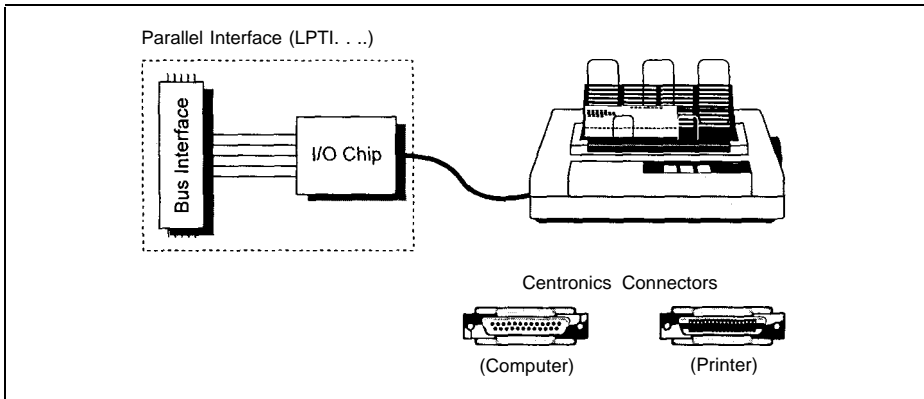 Parallel Interface (LPTI. . ..)
Bus Interface
I/O Chip
Centronics Connectors
(Computer)
(Printer)